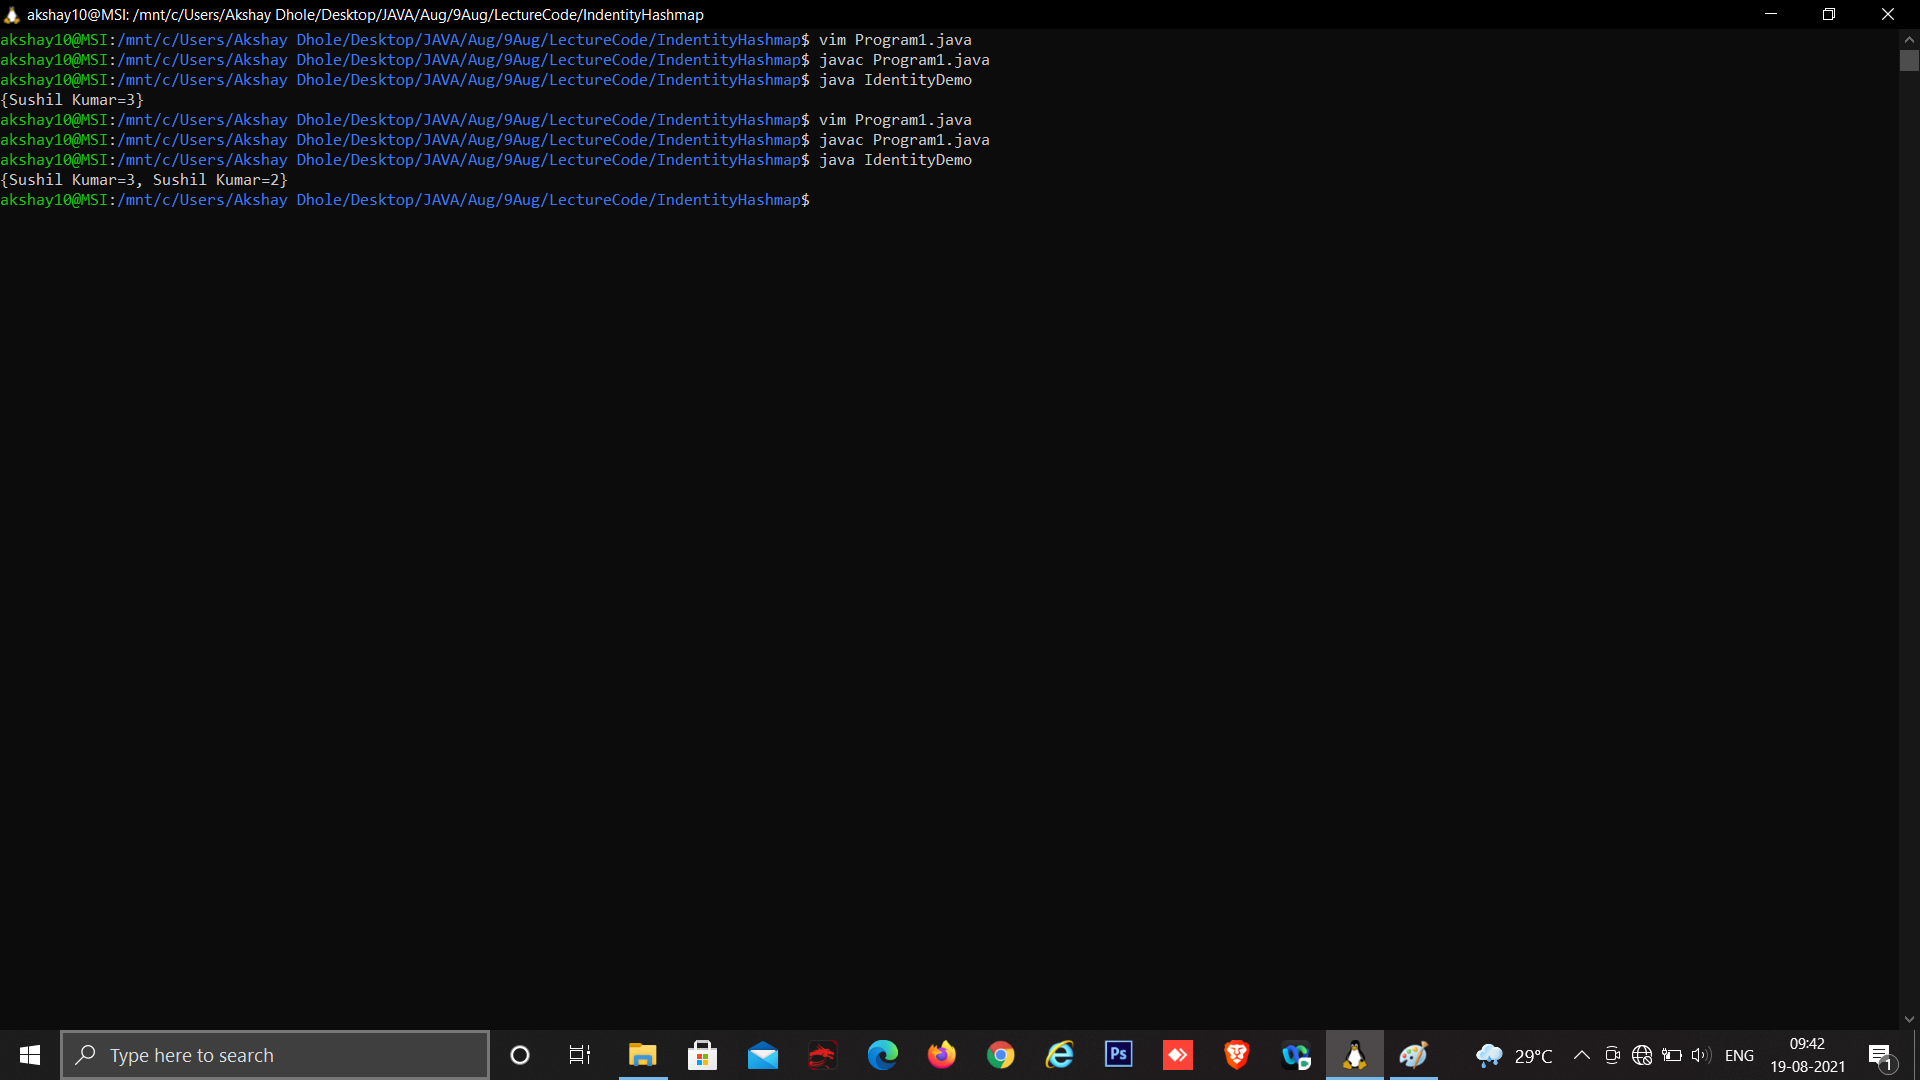 akshay10@MSI: /mnt/c/Users/Akshay Dhole/Desktop/JAVA/Aug/9Aug/LectureCode/IndentityHashmap
akshay10@MSI:/mnt/c/Users/Akshay Dhole/Desktop/JAVA/Aug/9Aug/LectureCode/IndentityHashmap$ vim Program1.java
akshay10@MSI:/mnt/c/Users/Akshay Dhole/Desktop/JAVA/Aug/9Aug/LectureCode/IndentityHashmap$ javac Program1.java
akshay10@MSI:/mnt/c/Users/Akshay Dhole/Desktop/JAVA/Aug/9Aug/LectureCode/IndentityHashmap$ java IdentityDemo
{Sushil Kumar=3}
akshay10@MSI:/mnt/c/Users/Akshay Dhole/Desktop/JAVA/Aug/9Aug/LectureCode/IndentityHashmap$ vim Program1.java
akshay10@MSI:/mnt/c/Users/Akshay Dhole/Desktop/JAVA/Aug/9Aug/LectureCode/IndentityHashmap$ javac Program1.java
akshay10@MSI:/mnt/c/Users/Akshay Dhole/Desktop/JAVA/Aug/9Aug/LectureCode/IndentityHashmap$ java IdentityDemo
{Sushil Kumar=3, Sushil Kumar=2}
akshay10@MSI:/mnt/c/Users/Akshay Dhole/Desktop/JAVA/Aug/9Aug/LectureCode/IndentityHashmap$
Type here to search
Ps
29°C
ENG
09:42
19-08-2021
1